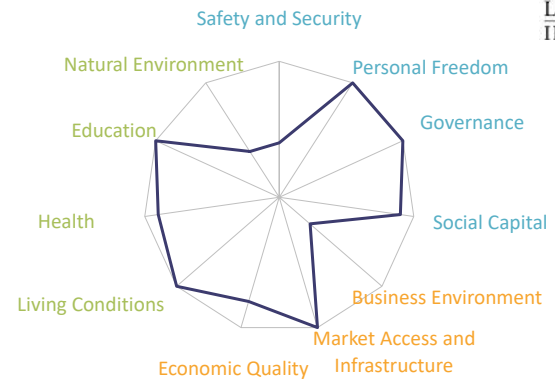 Safety and Security
Natural Environment
Personal Freedom
Education
Governance
Health
Social Capital
Living Conditions
Business Environment
Market Access and
Infrastructure
Economic Quality